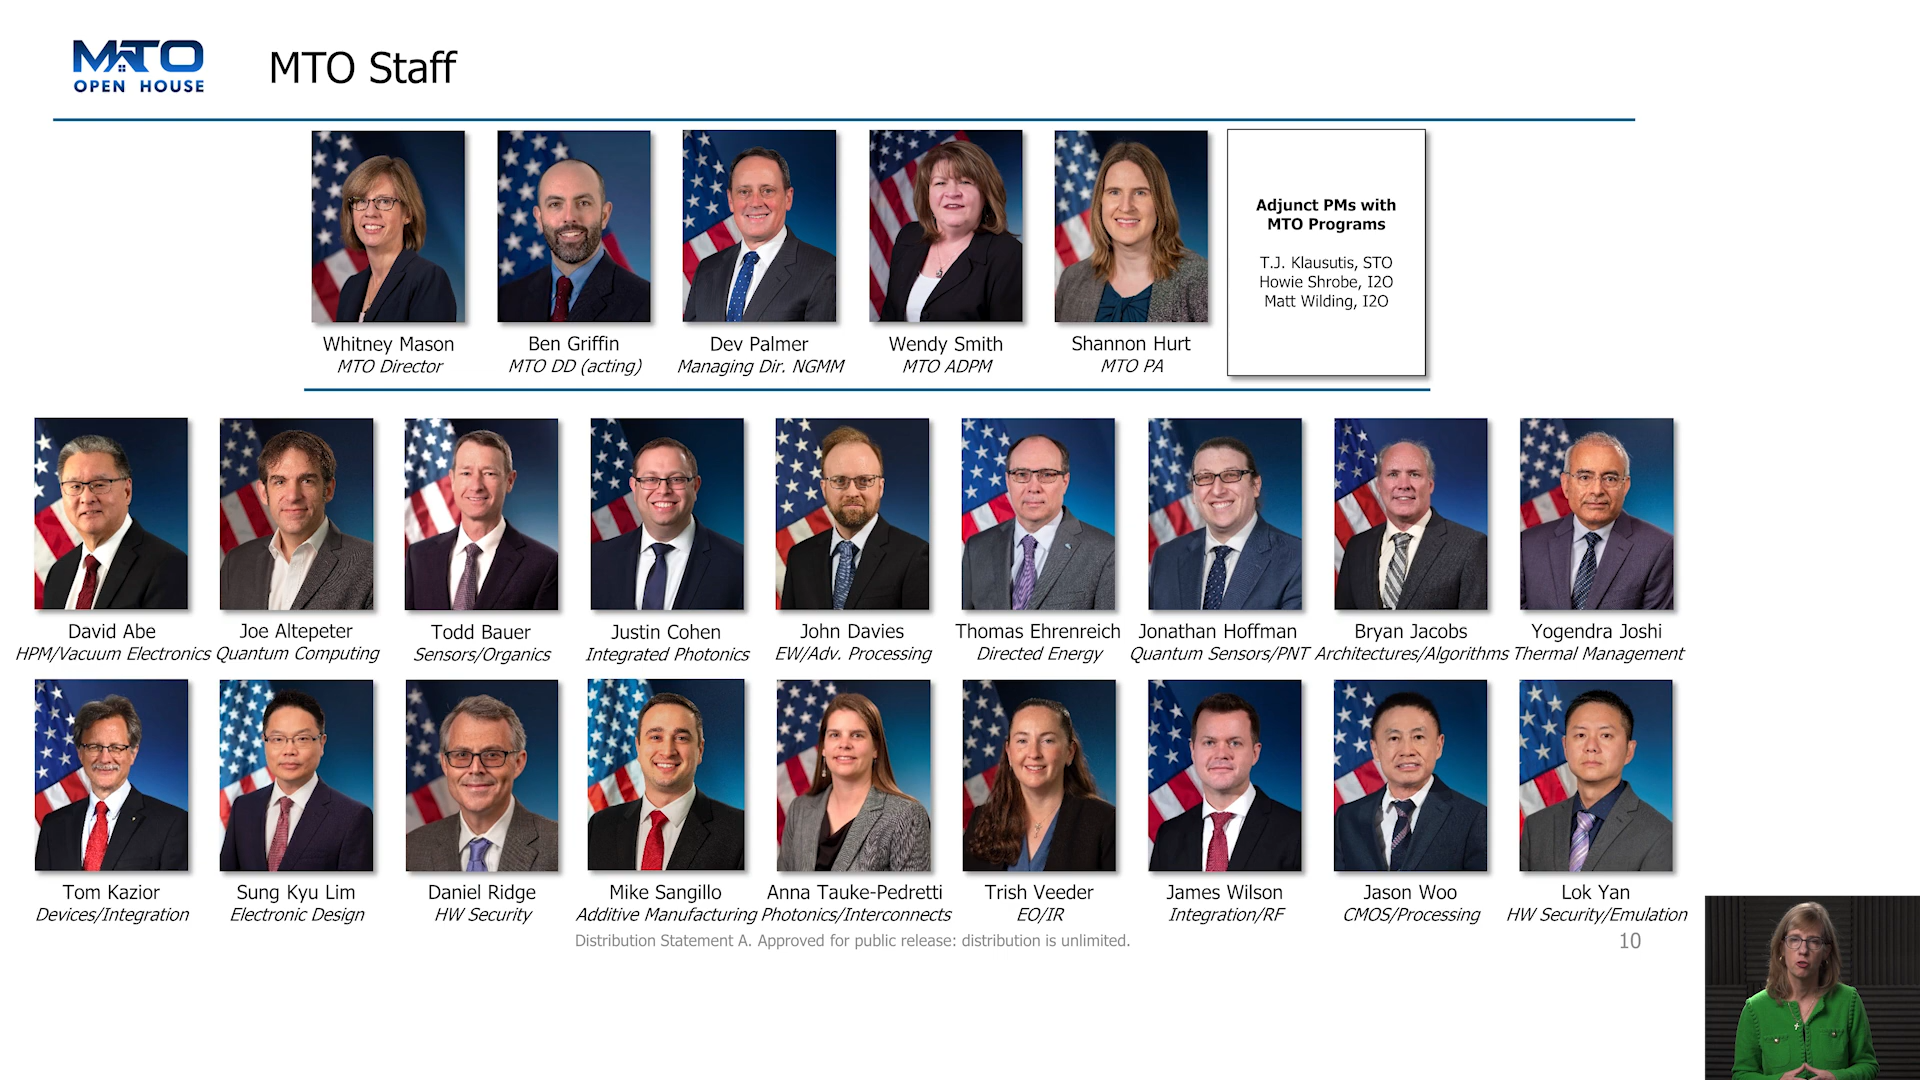 MTO
OPEN HOUSE
MTO Staff
Whitney Mason
MTO Director
Ben Griffin
MTO DD (acting)
Dev Palmer
Managing Dir. NGMM
Wendy Smith
MTO ADPM
Shannon Hurt
MTO PA
Adjunct PMs with
MTO Programs
T.J. Klausutis, STO
Howie Shrobe, I2O
Matt Wilding, I2O
David Abe
HPM/Vacuum Electronics
Joe Altepeter
Quantum Computing
Todd Bauer
Sensors/Organics
Justin Cohen
Integrated Photonics
John Davies
EW/Adv. Processing
Thomas Ehrenreich
Directed Energy
Jonathan Hoffman
Quantum Sensors/PNT
Bryan Jacobs
Architectures/Algorithms
Yogendra Joshi
Thermal Management
Tom Kazior
Devices/Integration
Sung Kyu Lim
Electronic Design
Daniel Ridge
HW Security
Mike Sangillo
Additive Manufacturing
Anna Tauke-Pedretti
Photonics/Interconnects
Trish Veeder
EO/IR
James Wilson
Integration/RF
Jason Woo
CMOS/Processing
Lok Yan
HW Security/Emulation
Distribution Statement A. Approved for public release: distribution is unlimited.
10